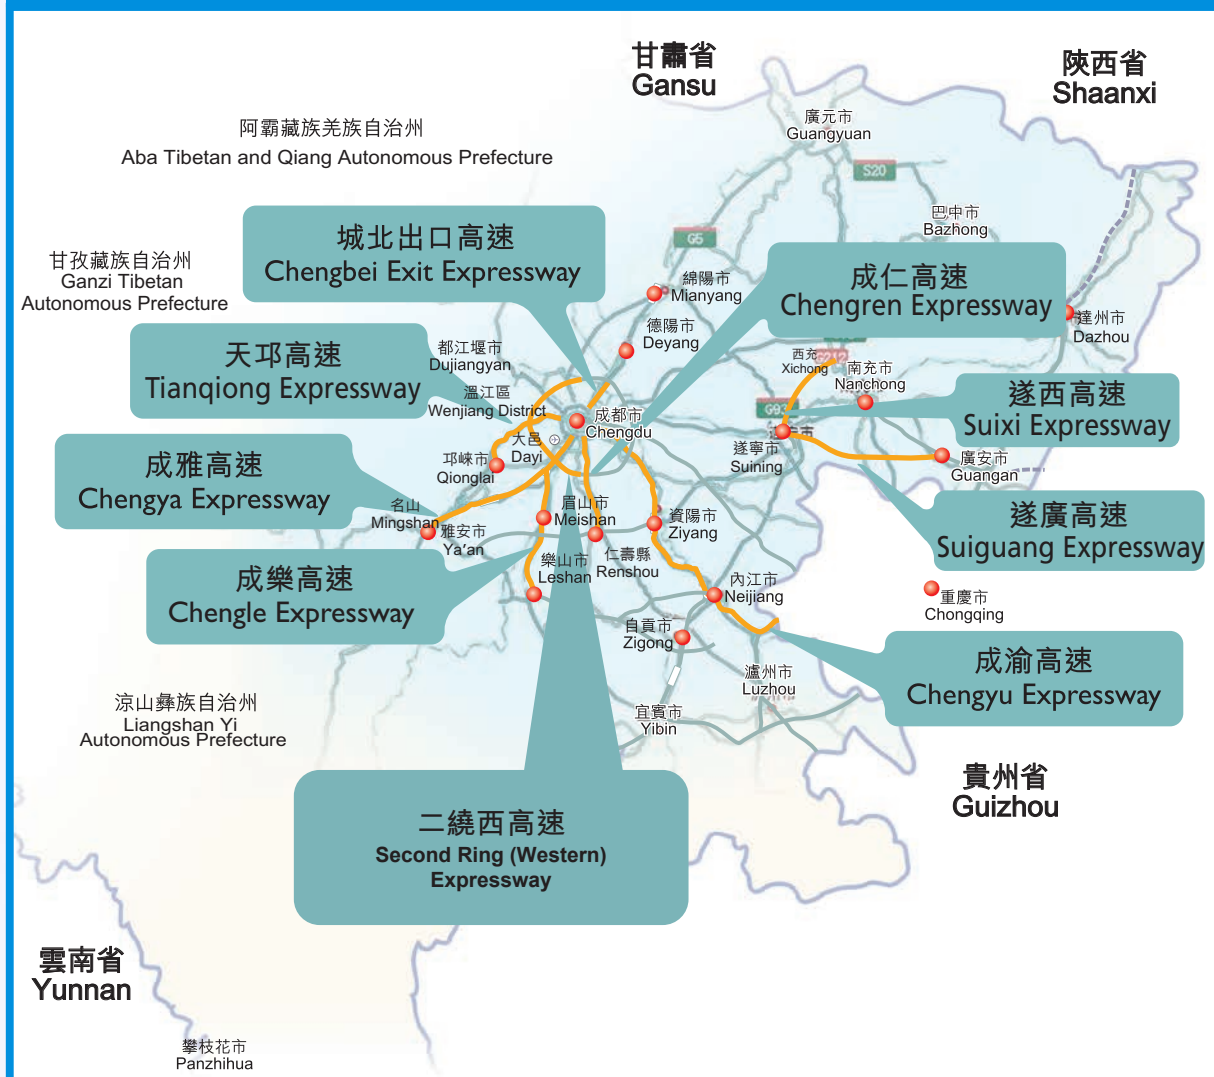 甘肅省
Gansu
陝西省
Shaanxi
廣元市
Guangyuan
阿霸藏族羌族自治州
Aba Tibetan and Qiang Autonomous Prefecture
S20
巴中市
Bazhong
城北出口高速
Chengbei Exit Expressway
G5
甘孜藏族自治州
Ganzi Tibetan
Autonomous Prefecture
綿陽市
Mianyang
成仁高速
Chengren Expressway
達州市
Dazhou
德陽市
Deyang
天邛高速
Tianqiong Expressway
都江堰市
Dujiangyan
西充
Xichong
南充市
Nanchong
溫江區
Wenjiang District
遂西高速
Suixi Expressway
G93
成都市
Chengdu
大邑
Dayi
遂寧市
Suining
成雅高速
Chengya Expressway
邛崍市
Qionglai
廣安市
Guangan
名山
Mingshan
雅安市
Ya'an
眉山市
Meishan
資陽市
Ziyang
遂廣高速
Suiguang Expressway
仁壽縣
Renshou
樂山市
Leshan
成樂高速
Chengle Expressway
內江市
Neijiang
重慶市
Chongqing
自貢市
Zigong
成渝高速
Chengyu Expressway
瀘州市
Luzhou
涼山彝族自治州
Liangshan Yi
Autonomous Prefecture
宜賓市
Yibin
貴州省
Guizhou
二繞西高速
Second Ring (Western)
Expressway
雲南省
Yunnan
攀枝花市
Panzhihua